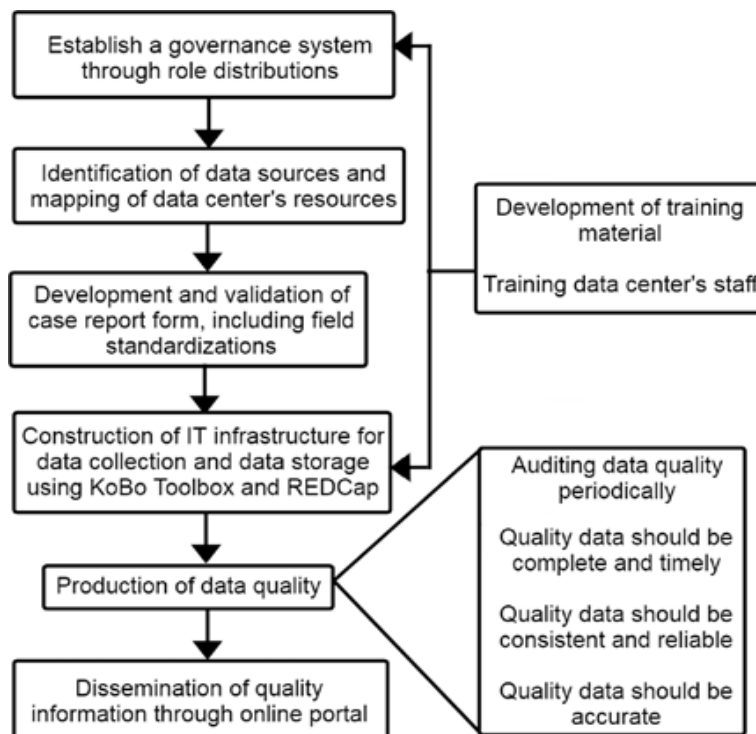 Establish a governance system
through role distributions
Identification of data sources and
mapping of data center's resources
Development of training
material
Training data center's staff
Development and validation of
case report form, including field
standardizations
Construction of IT infrastructure for
data collection and data storage
using KoBo Toolbox and REDCap
Auditing data quality
periodically
Quality data should be
complete and timely
Quality data should be
consistent and reliable
Quality data should be
accurate
Production of data quality
Dissemination of quality
information through online portal